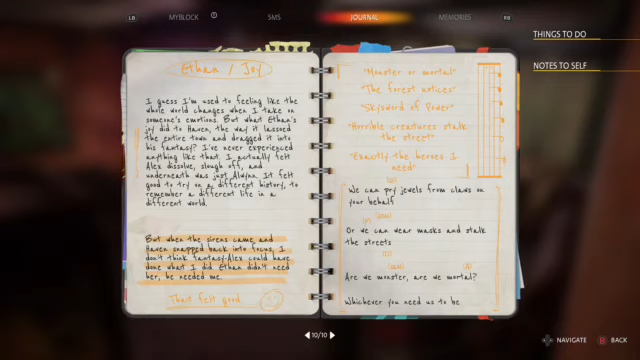 LB
MYBLOCK
SMS
JOURNAL
MEMORIES
RB
THINGS TO DO
NOTES TO SELF
Ethan / Joy
I guess I'm used to feeling like the
whole world changes when I take on
someone's emotions. But what Ethan's
joy did to Haven, the way it lassoed
the entire town and dragged it into
his fantasy? I've never experienced
anything like that. I actually felt
Alex dissolve, slough off, and
underneath was just Alwynn. It felt
good to try on a different history, to
remember a different life in a
different world.
But when the sirens came and
Haven snapped back into focus, I
don't think fantasy-Alex could have
done what I did. Ethan didn't need
her, he needed me.
That felt good
"Monster or mortal"
"The forest notices"
"Skysword of Power"
"Horrible creatures stalk
the street"
"Exactly the heroes I
need"
We can pry jewels from claws on
your behalf
Or we can wear masks and stalk
the streets
Are we monster, are we mortal?
Whichever you need us to be
10/10
NAVIGATE
B BACK